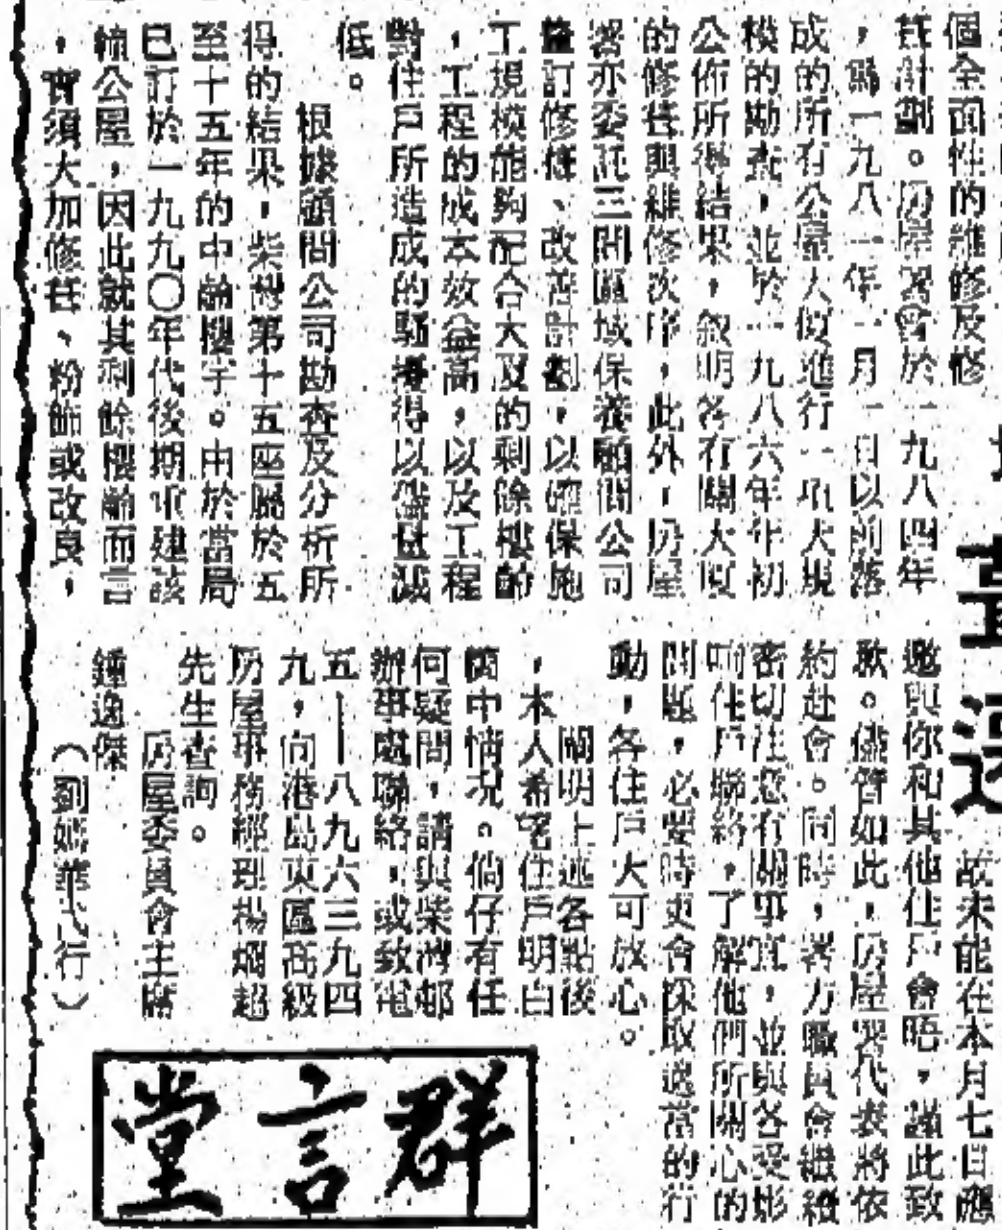 個全面性的維修及修
葺計劃。房屋署會於一九八四年
，為一九八一年一月一日以前落
成的所有公屋大廈進行一項大規
模的勘查，並於一九八六年年初
公佈所得結果，敘明各有關大廈
的修葺與維修次序，此外，房屋
署亦委託三間區域保養顧問公司
釐訂修葺、改善計劃，以確保施
工規模能夠配合大廈的剩餘樓齡
，工程的成本效益高，以及工程
對住戶所造成的騷擾得以盡量減
低。
根據顧問公司勘查及分析所
得的結果，柴灣第十五座屬於五
至十五年的中齡樓宇。由於當局
已訂於一九九〇年代後期重建該
幢公屋，因此就其剩餘樓齡而言
，實須大加修葺、粉飾或改良，
故未能在本月七日應
邀與你和其他住戶會晤，謹此致
歉。儘管如此，房屋署代表將依
約赴會。同時，署方職員會繼續
密切注意有關事宜，並與各受影
響住戶聯絡，了解他們所關心的
問題，必要時更會採取適當的行
動，各住戶大可放心。
闡明上述各點後
，本人希望住戶明白
箇中情況。倘仔有任
何疑問，請與柴灣邨
辦事處聯絡，或致電
五－八九六三九四
九，向港島東區高級
房屋事務經理楊烱超
先生查詢。
房屋委員會主席
鍾逸傑
（劉嫣華代行）
群言堂